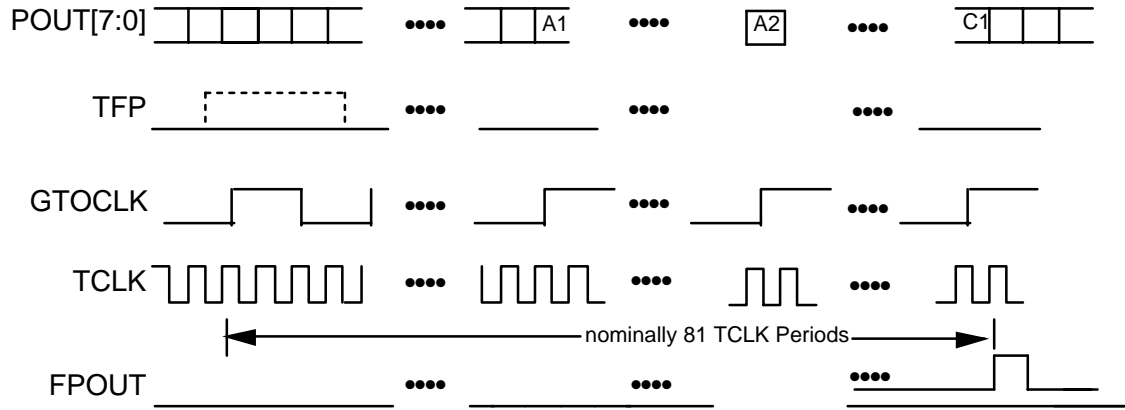 POUT[7:0] A1 A2 C1
TFP
GTOCLK
TCLK
nominally 81 TCLK Periods
FPOUT